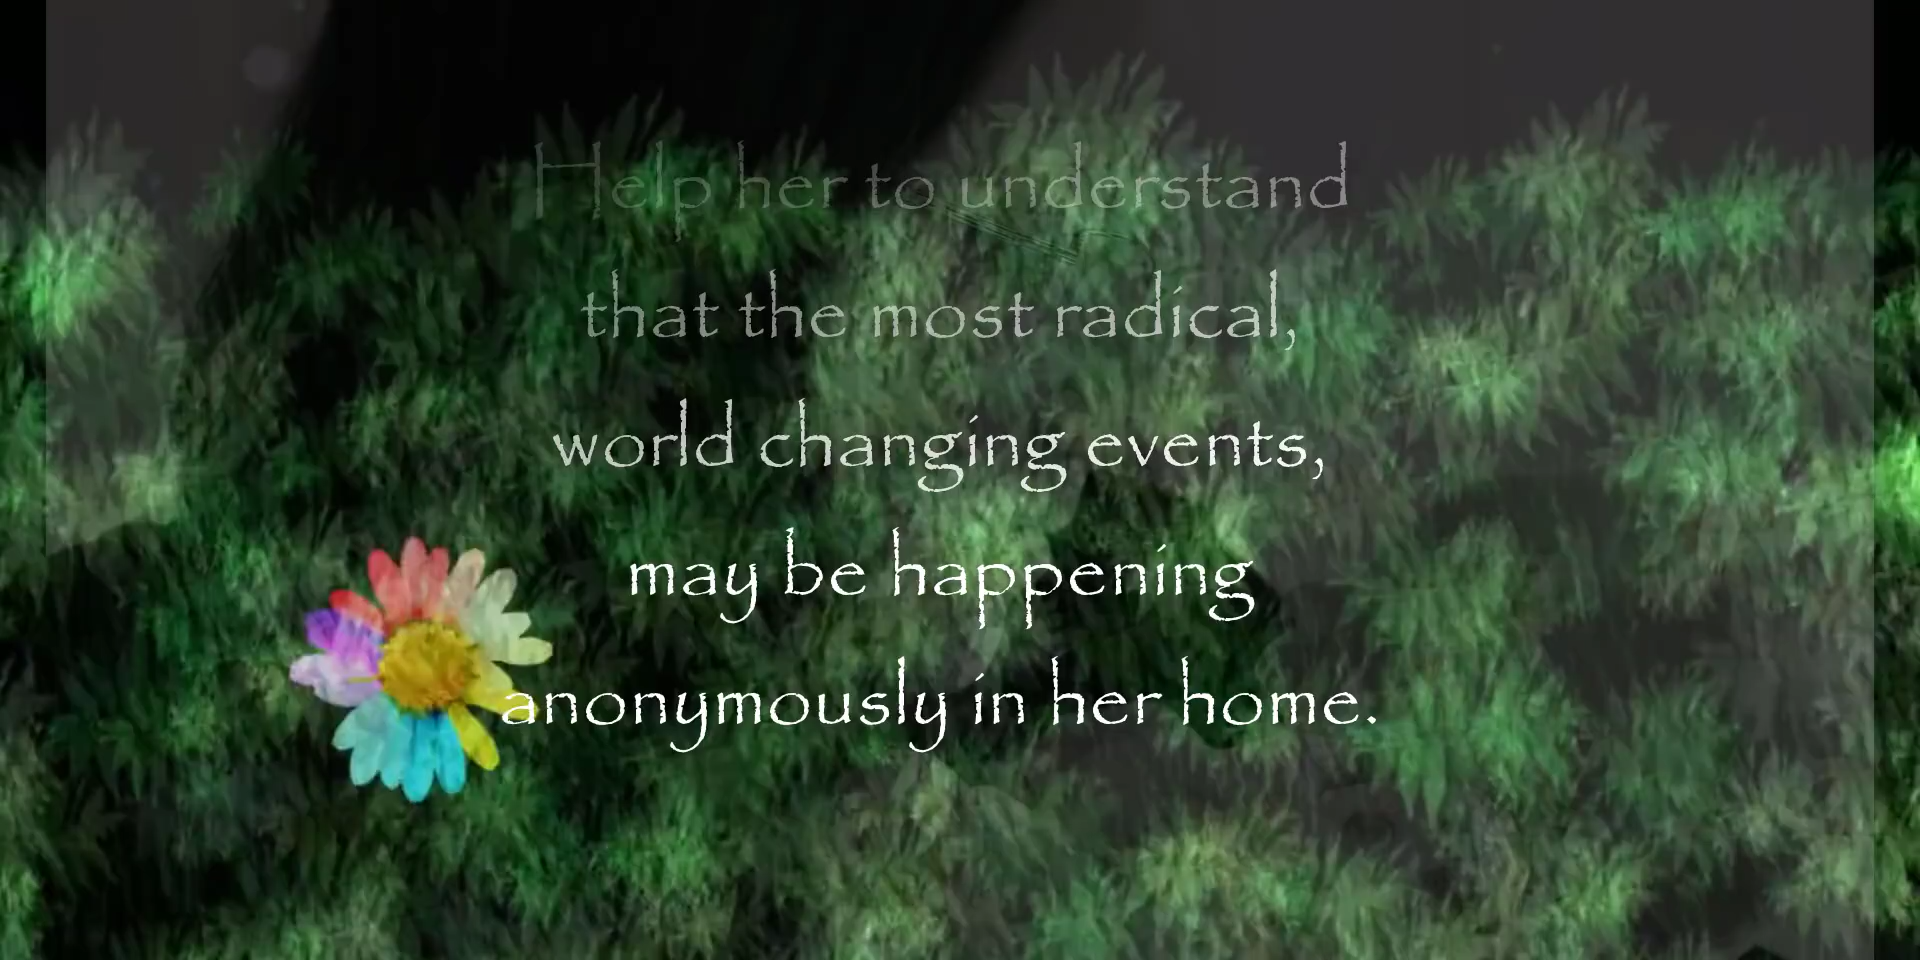 Help her to understand
that the most radical,
world changing events,
may be happening
anonymously in her home.